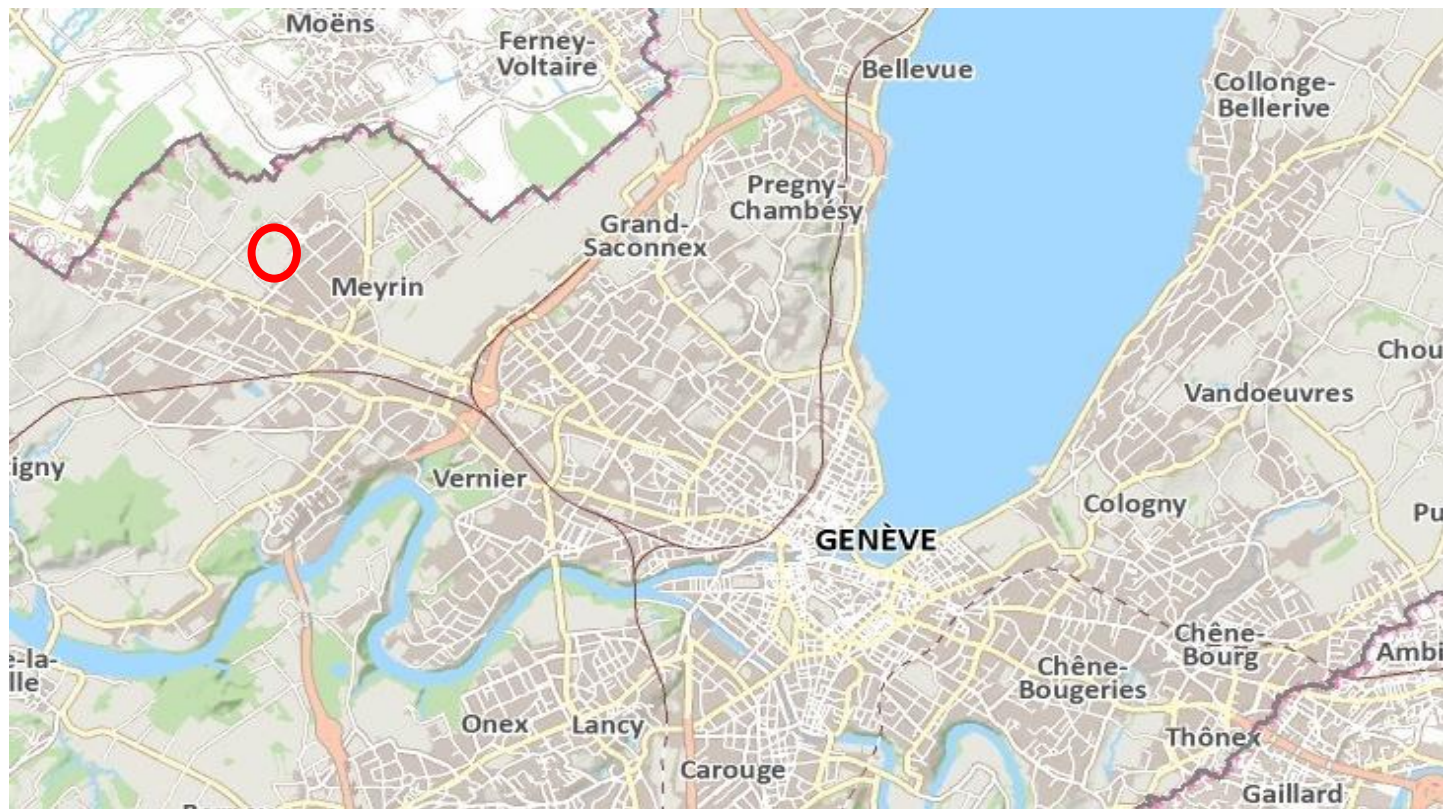 Moëns
Ferney-
Voltaire
Bellevue
Collonge-
Bellerive
Pregny-
Chambésy
Grand-
Saconnex
Meyrin
Chou
Vandoeuvres
igny
Vernier
Cologny
Pu
GENÈVE
Chêne-
Bourg
e-la-
lle
Ambi
Chêne-
Bougeries
Onex
Lancy
Thônex
Carouge
Gaillard